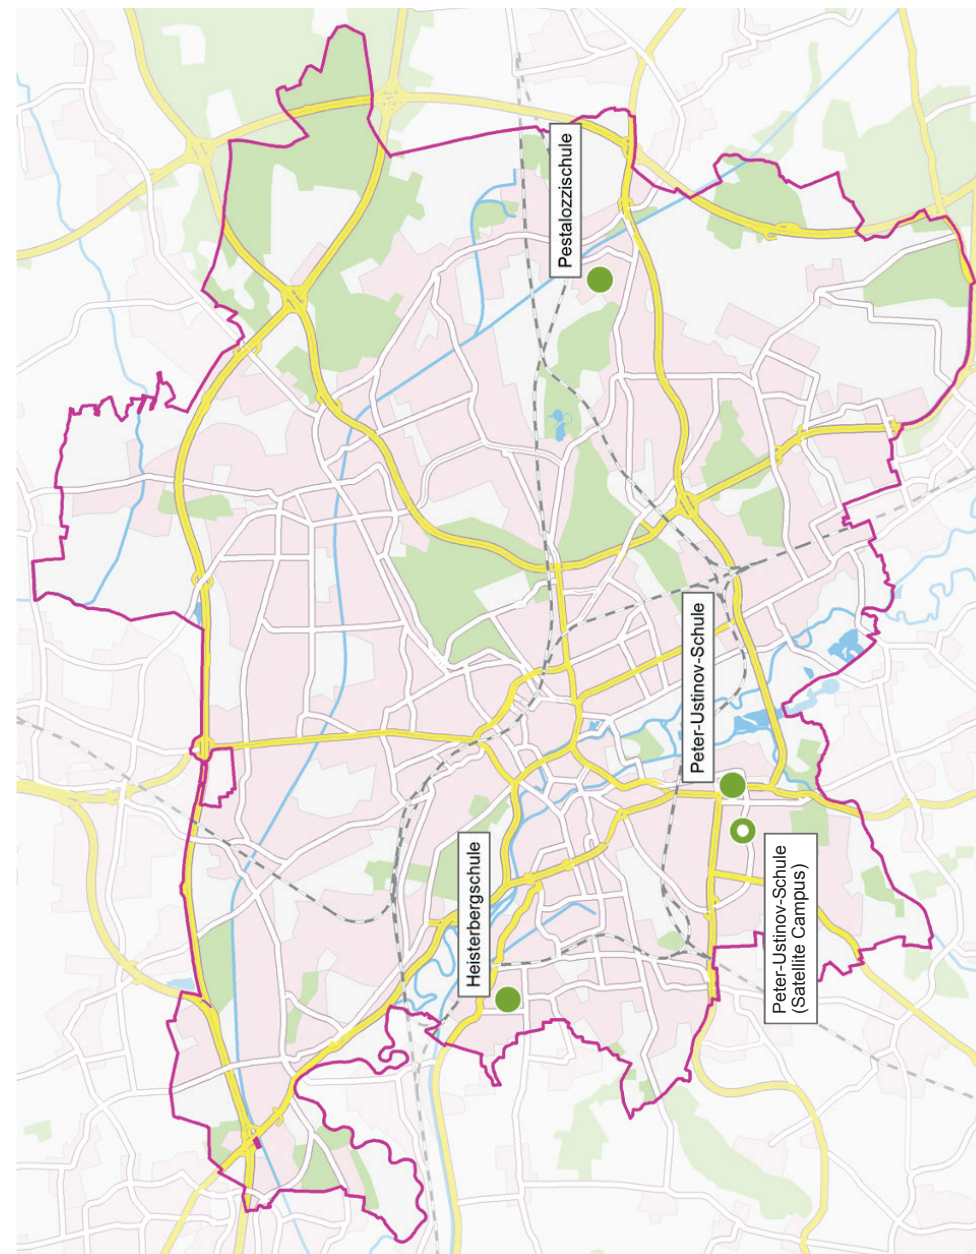 Pestalozzischule
Peter-Ustinov-Schule
Heisterbergschule
Peter-Ustinov-Schule
(Satellite Campus)